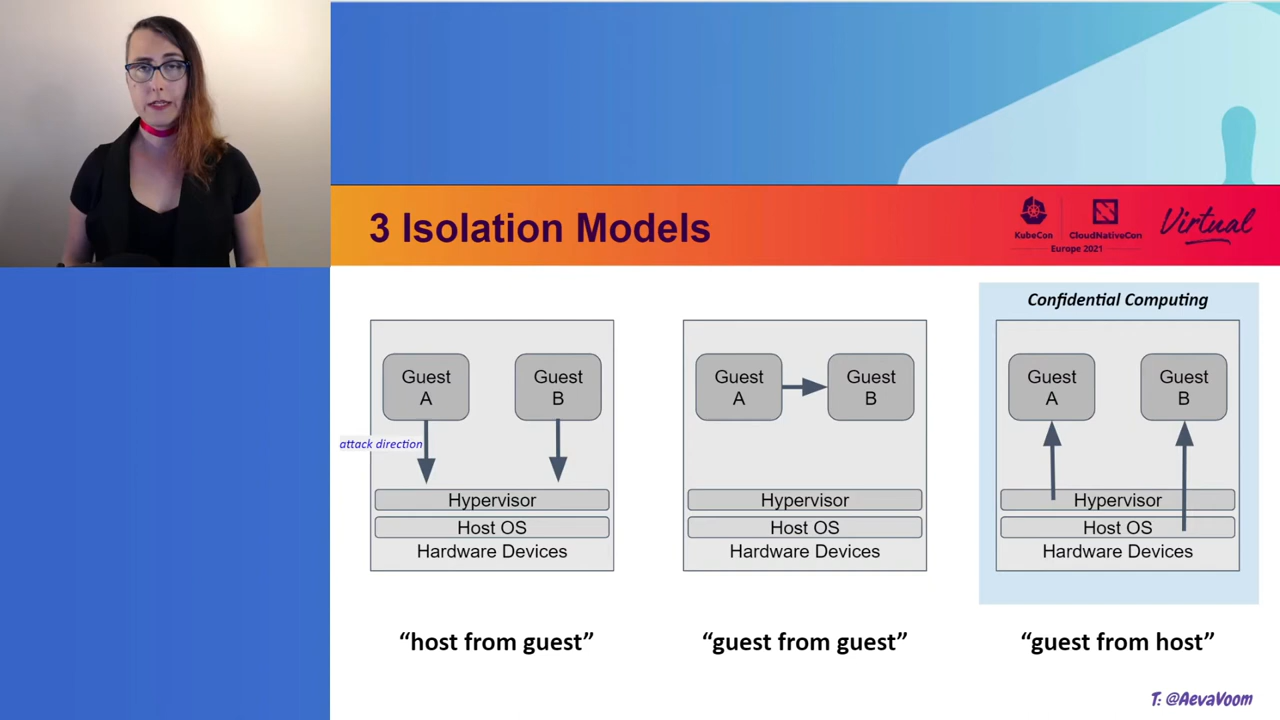 3 Isolation Models
KubeCon
CloudNativeCon
Europe 2021
Virtual
Guest
A
Guest
B
attack direction
Hypervisor
Host OS
Hardware Devices
“host from guest”
Guest
A
Guest
B
Hypervisor
Host OS
Hardware Devices
“guest from guest”
Confidential Computing
Guest
A
Guest
B
Hypervisor
Host OS
Hardware Devices
“guest from host”
T: @AevaVoom